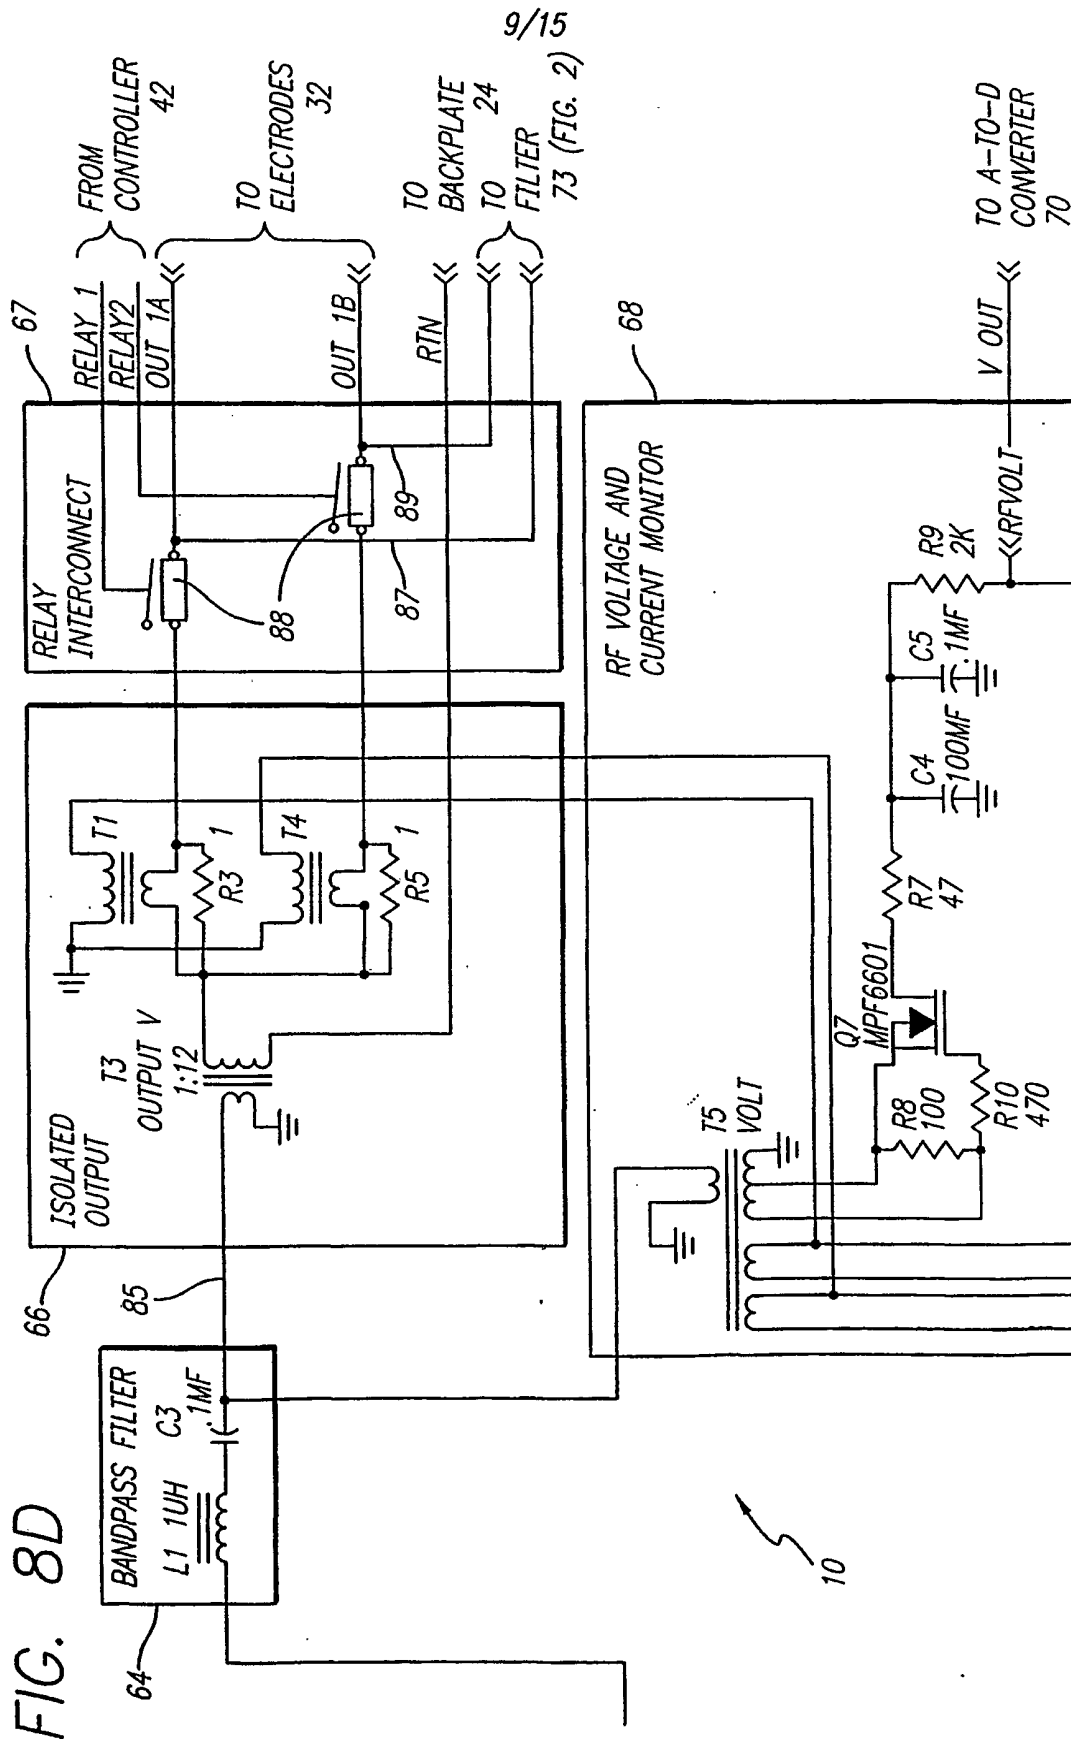 9/15
FIG. 8D
64
BANDPASS FILTER
L1 1UH
C3
.1MF
85
66
ISOLATED
OUTPUT
T3
OUTPUT V
1:12
T1
R3
1
T4
R5
1
67
RELAY
INTERCONNECT
88
87
89
RELAY 1
RELAY2
OUT 1A
OUT 1B
RTN
FROM
CONTROLLER
42
TO
ELECTRODES
32
TO
BACKPLATE
24
TO
FILTER
73 (FIG. 2)
68
RF VOLTAGE AND
CURRENT MONITOR
T5
VOLT
R8
100
R10
470
Q7
MPF6601
R7
47
C4
100MF
C5
.1MF
R9
2K
RFVOLT
V OUT
TO A-TO-D
CONVERTER
70
10